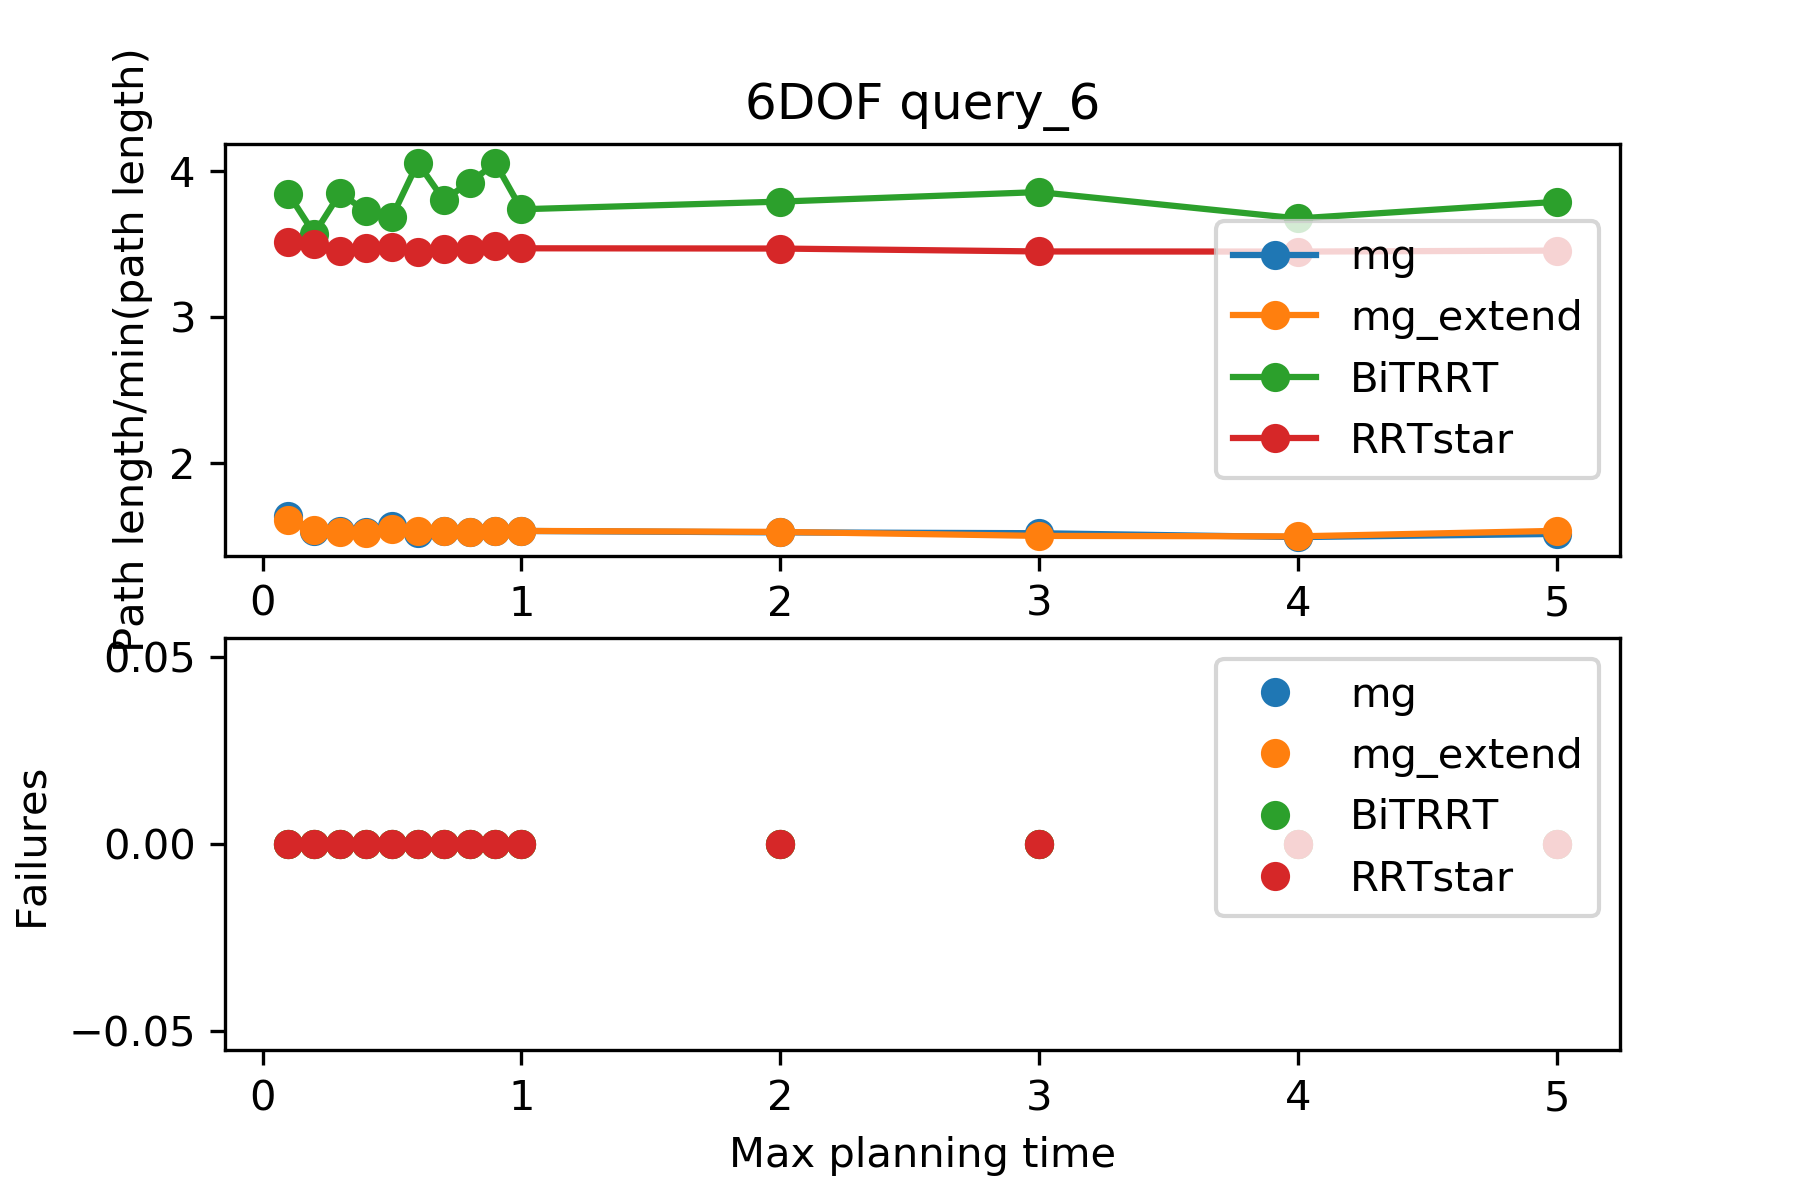 6DOF query_6
Path length/min(path length)
4
3
2
0 1 2 3 4 5
mg
mg_extend
BiTRRT
RRTstar
Failures
0.05
0.00
−0.05
0 1 2 3 4 5
mg
mg_extend
BiTRRT
RRTstar
Max planning time